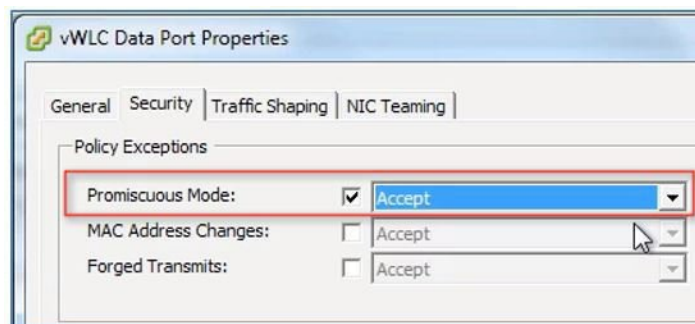 vWLC Data Port Properties
General Security Traffic Shaping NIC Teaming
Policy Exceptions
Promiscuous Mode: Accept
MAC Address Changes: Accept
Forged Transmits: Accept